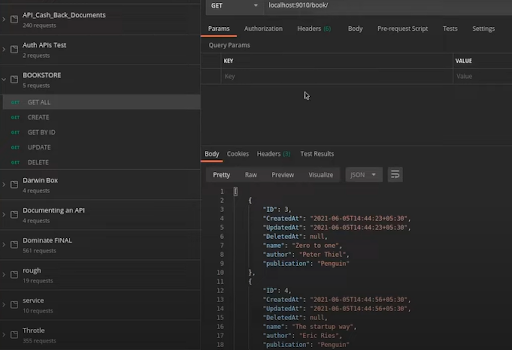 API_Cash_Back_Documents
240 requests
Auth APIs Test
2 requests
BOOKSTORE
5 requests
GET GET ALL
GET CREATE
GET GET BY ID
GET UPDATE
GET DELETE
Darwin Box
4 requests
Documenting an API
4 requests
Dominate FINAL
161 requests
rough
19 requests
service
10 requests
Throtle
GET localhost:9010/book/
Params Authorization Headers Body Pre-request Script Tests Settings
Query Params
KEY VALUE
Key Value
Body Cookies Headers Test Results
Pretty Raw Preview Visualize JSON
1 [
2 {
3 "ID": 3,
4 "CreatedAt": "2021-06-05T14:44:23+05:30",
5 "UpdatedAt": "2021-06-05T14:44:23+05:30",
6 "DeletedAt": null,
7 "name": "Zero to one",
8 "author": "Peter Thiel",
9 "publication": "Penguin"
10 },
11 {
12 "ID": 4,
13 "CreatedAt": "2021-06-05T14:44:56+05:30",
14 "UpdatedAt": "2021-06-05T14:44:56+05:30",
15 "DeletedAt": null,
16 "name": "The startup way",
17 "author": "Eric Ries",
18 "publication": "Penguin"